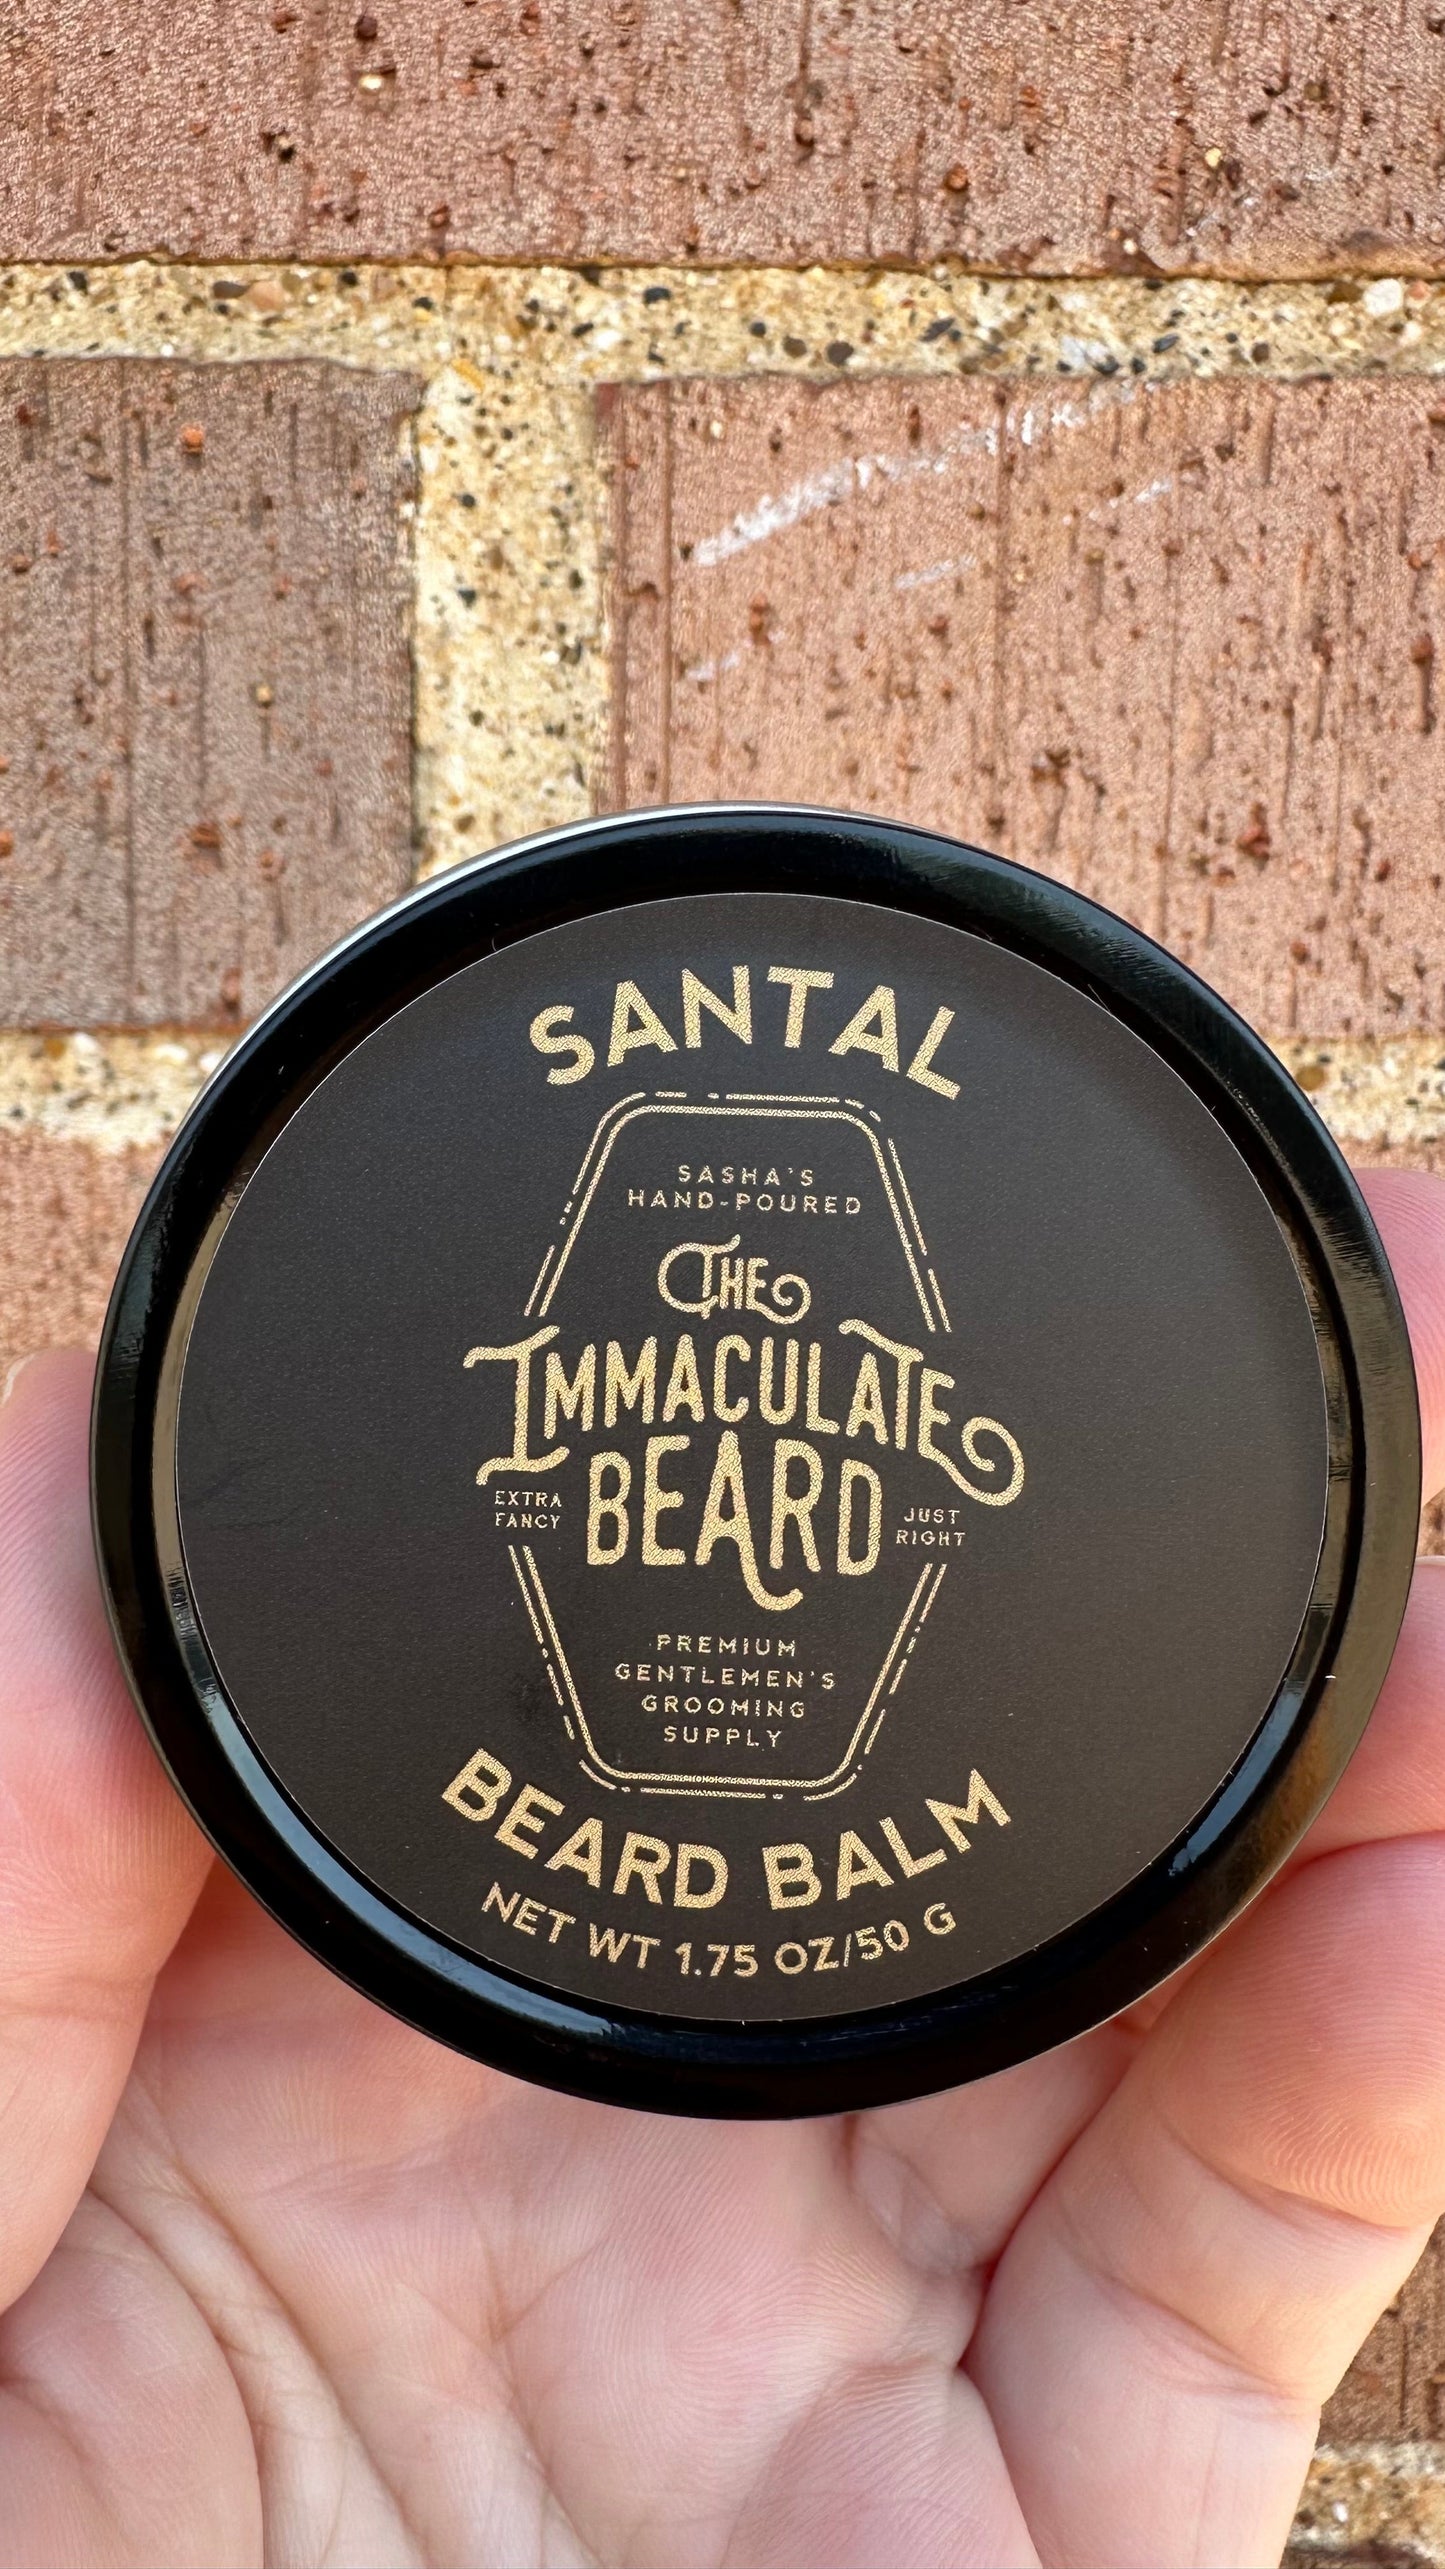 SANTAL
SASHA'S
HAND-POURED
THE
IMMACULATE
BEARD
EXTRA
FANCY
JUST
RIGHT
PREMIUM
GENTLEMEN'S
GROOMING
SUPPLY
BEARD BALM
NET WT 1.75 OZ/50 G